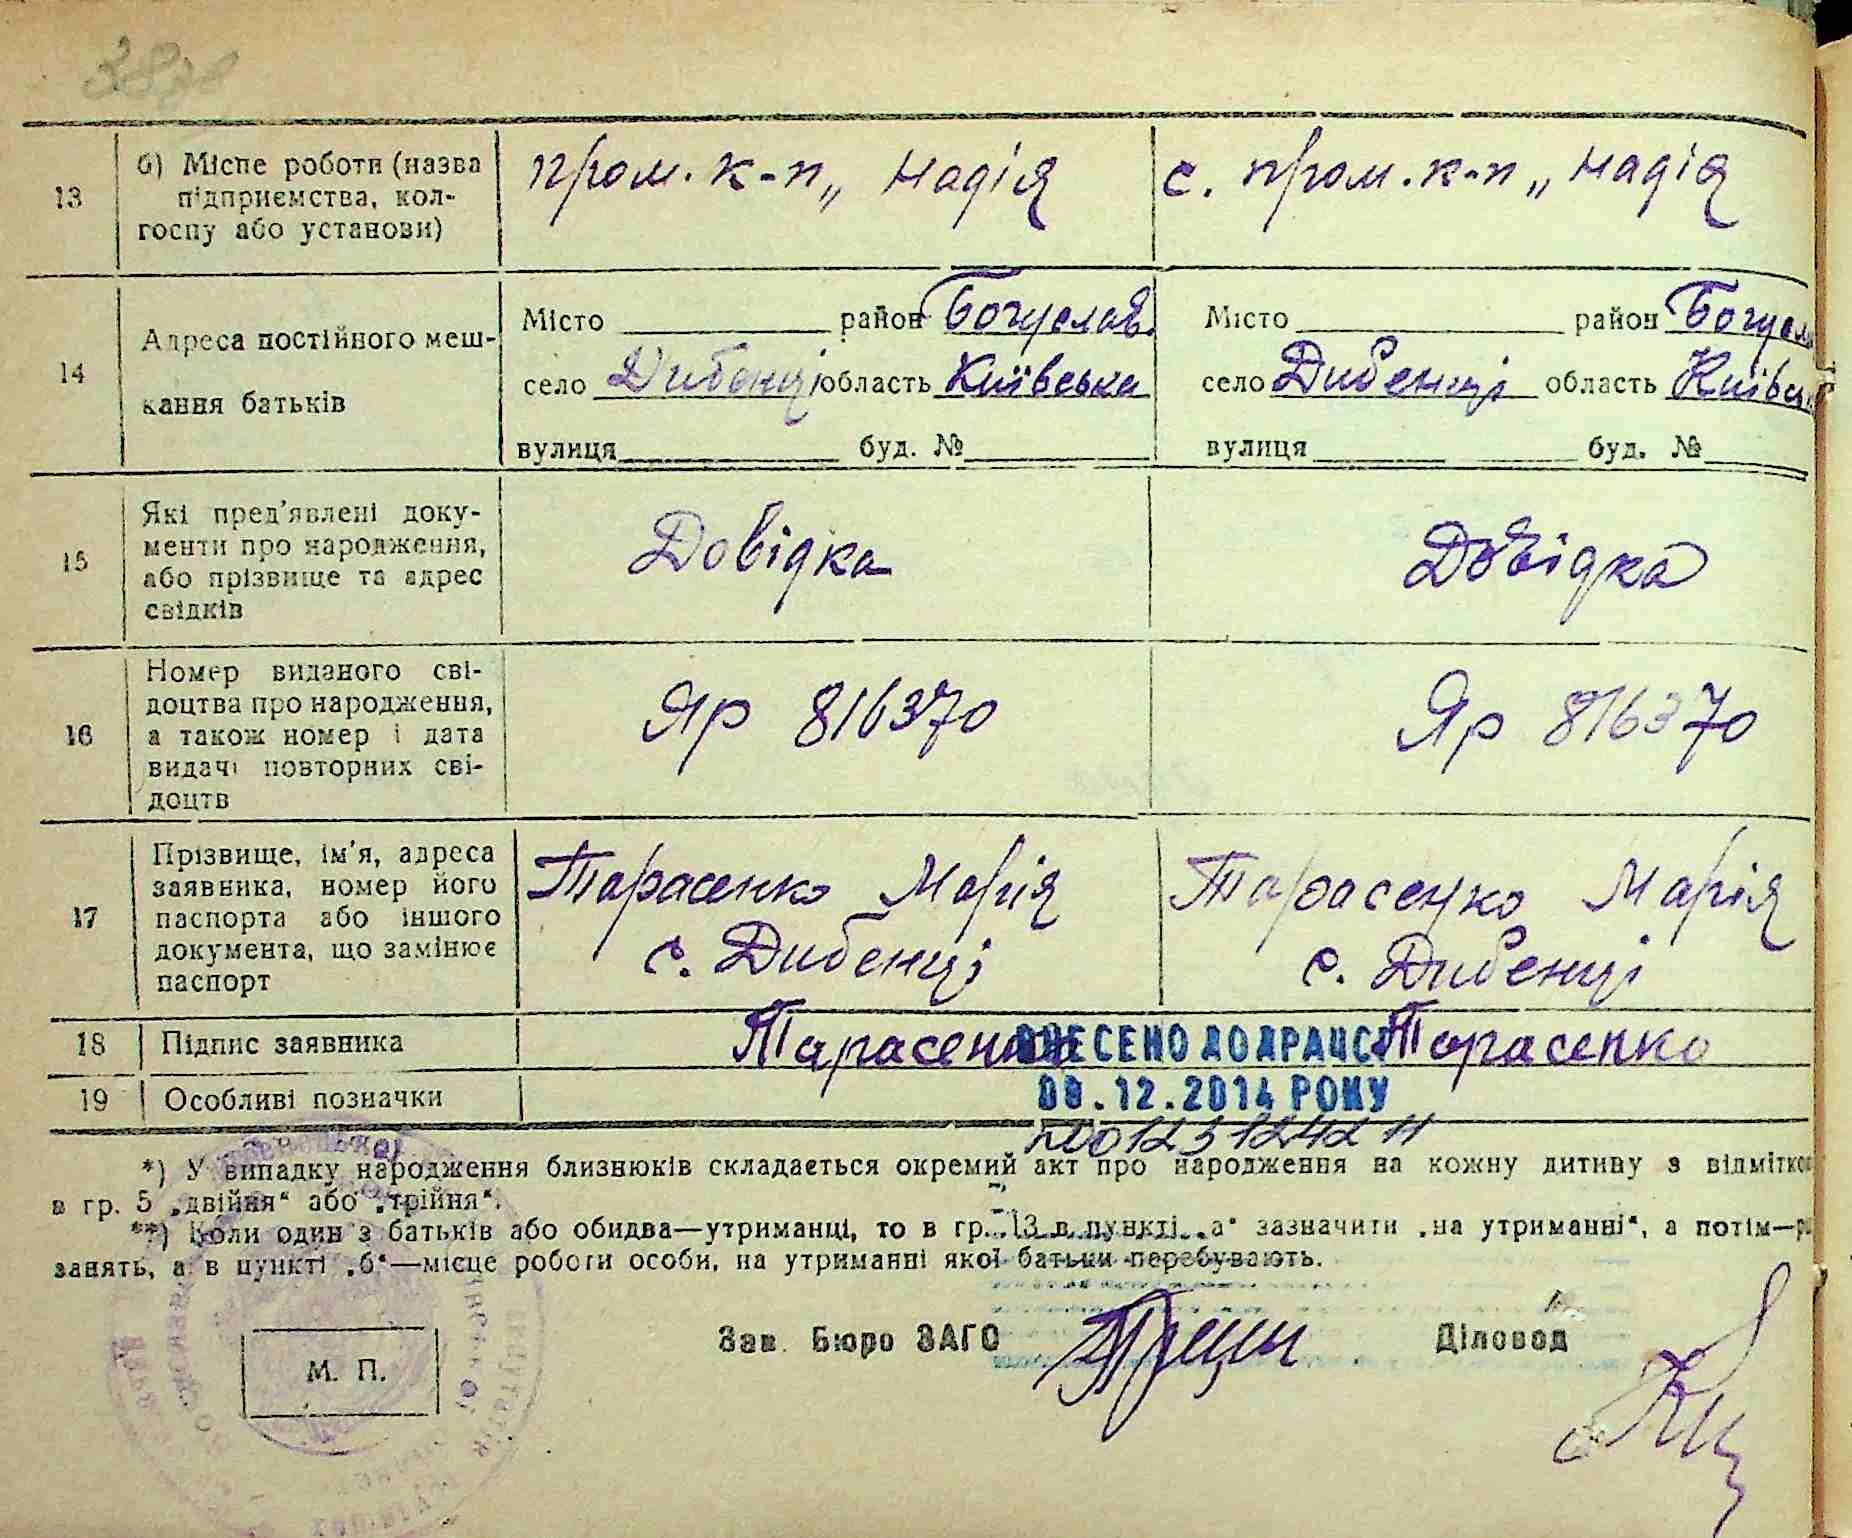 13 б) Місце роботи (назва підприємства, колгоспу або установи)
пром. к-п „ Надія
с. пром. к-п „ Надія
14 Адреса постійного мешкання батьків
Місто район Богуслав.
село Дибенці область Київська
вулиця буд. №
Місто район Богусла
село Дибенці область Київсь
вулиця буд. №
15 Які пред'явлені документи про народження, або прізвище та адрес свідків
Довідка
Довідка
16 Номер виданого свідоцтва про народження, а також номер і дата видачі повторних свідоцтв
Яр 816370
Яр 816370
17 Прізвище, ім'я, адреса заявника, номер його паспорта або іншого документа, що замінює паспорт
Тарасенко Марія
с. Дибенці
Тарасенко Марія
с. Дибенці
18 Підпис заявника
Тарасенко
Тарасенко
ВНЕСЕНО ДО ДРАЦС
19 Особливі позначки
09.12.2014 РОКУ
№ 01231242
*) У випадку народження близнюків складається окремий акт про народження на кожну дитину з відміткою
в гр. 5 „двійня“ або „трійня“.
**) Коли один з батьків або обидва—утриманці, то в гр. 13 в пункті „а“ зазначити „на утриманні“, а потім—
занять, а в пункті „б“—місце роботи особи, на утриманні якої батьки перебувають.
Зав. Бюро ЗАГС
Діловод
М. П.